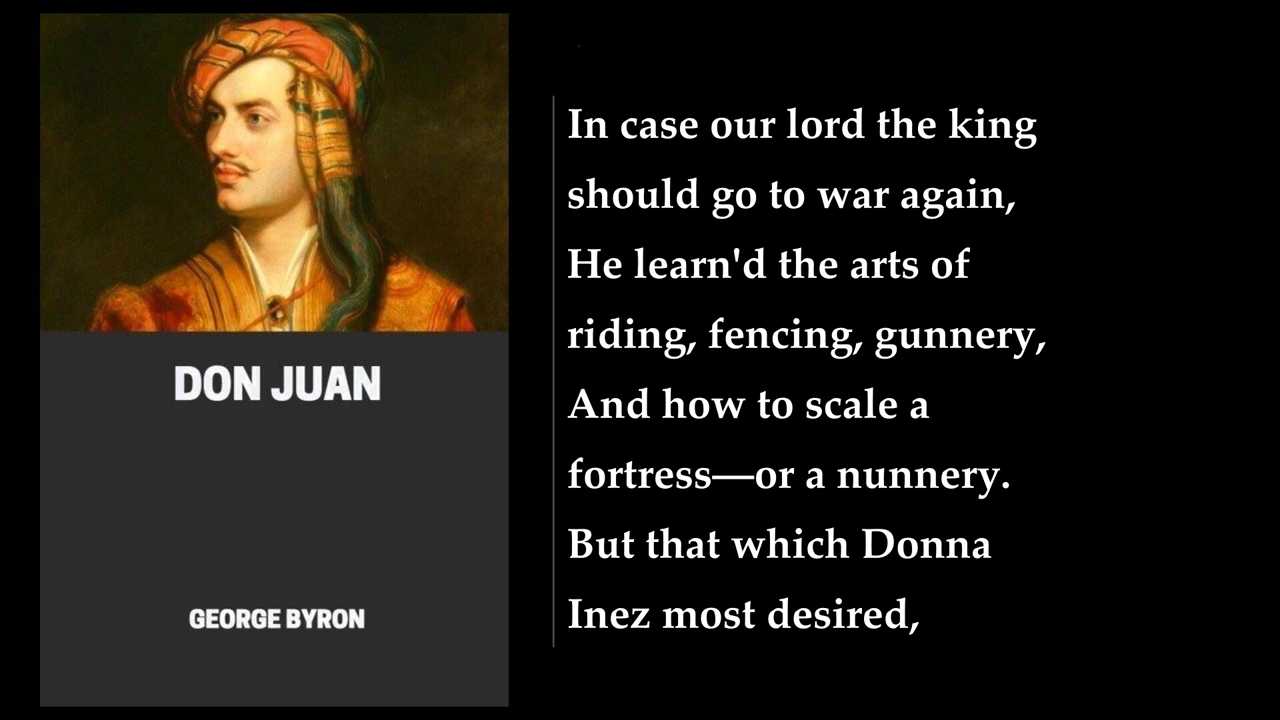 DON JUAN
GEORGE BYRON
In case our lord the king
should go to war again,
He learn'd the arts of
riding, fencing, gunnery,
And how to scale a
fortress—or a nunnery.
But that which Donna
Inez most desired,